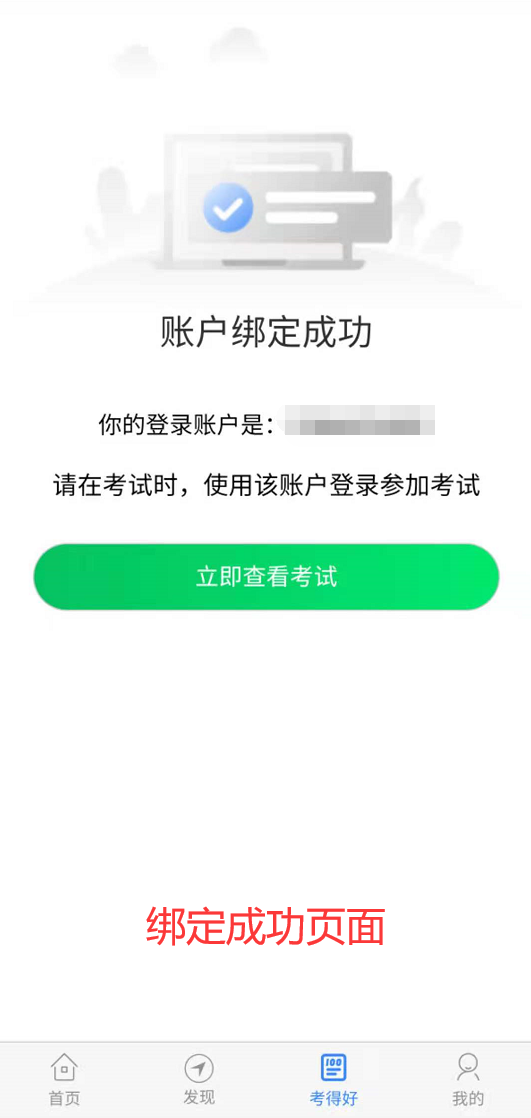 账户绑定成功
你的登录账户是：
请在考试时，使用该账户登录参加考试
立即查看考试
绑定成功页面
100
首页 发现 考得好 我的